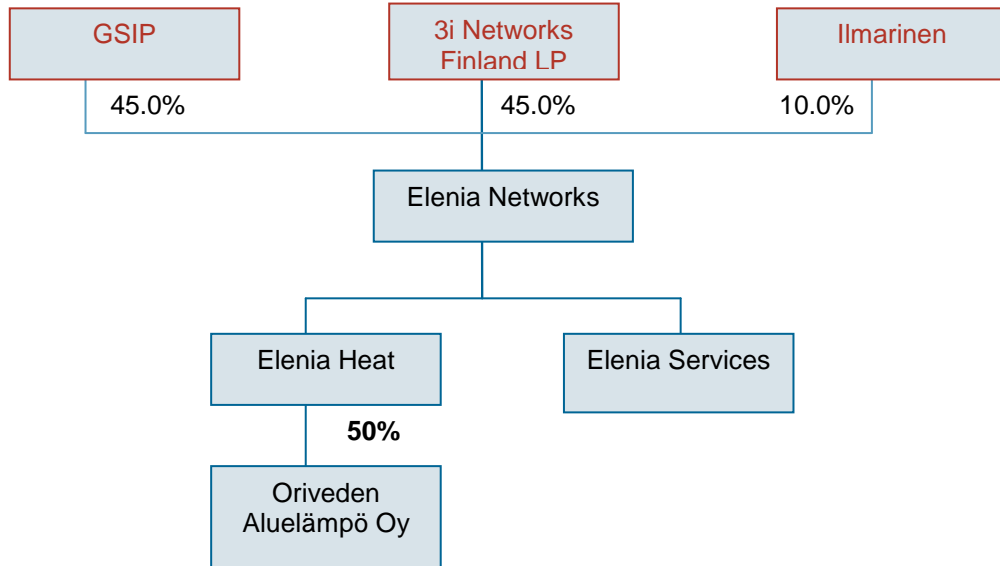 GSIP
3i Networks
Finland LP
Ilmarinen
45.0%
45.0%
10.0%
Elenia Networks
Elenia Heat
Elenia Services
50%
Oriveden
Aluelämpö Oy